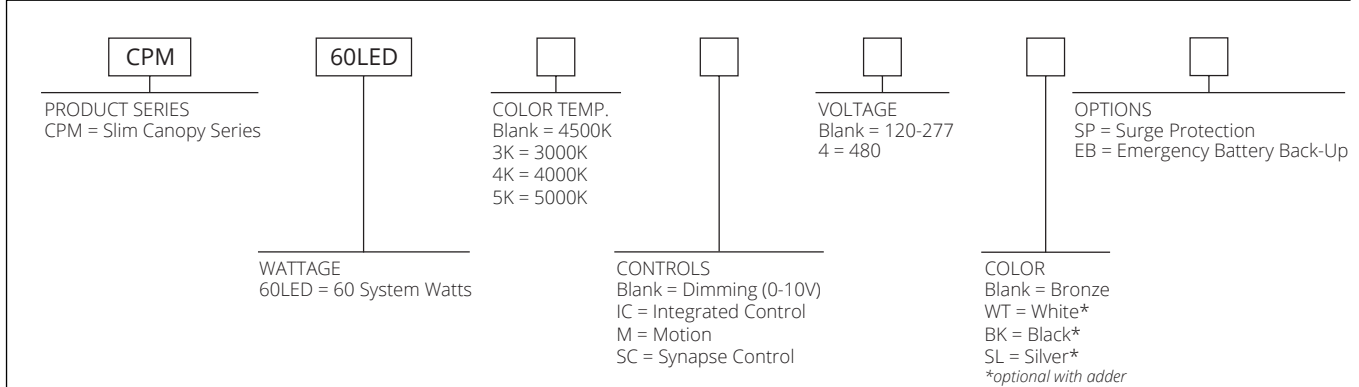 CPM
60LED
PRODUCT SERIES
CPM = Slim Canopy Series
COLOR TEMP.
Blank = 4500K
3K = 3000K
4K = 4000K
5K = 5000K
VOLTAGE
Blank = 120-277
4 = 480
OPTIONS
SP = Surge Protection
EB = Emergency Battery Back-Up
WATTAGE
60LED = 60 System Watts
CONTROLS
Blank = Dimming (0-10V)
IC = Integrated Control
M = Motion
SC = Synapse Control
COLOR
Blank = Bronze
WT = White*
BK = Black*
SL = Silver*
*optional with adder